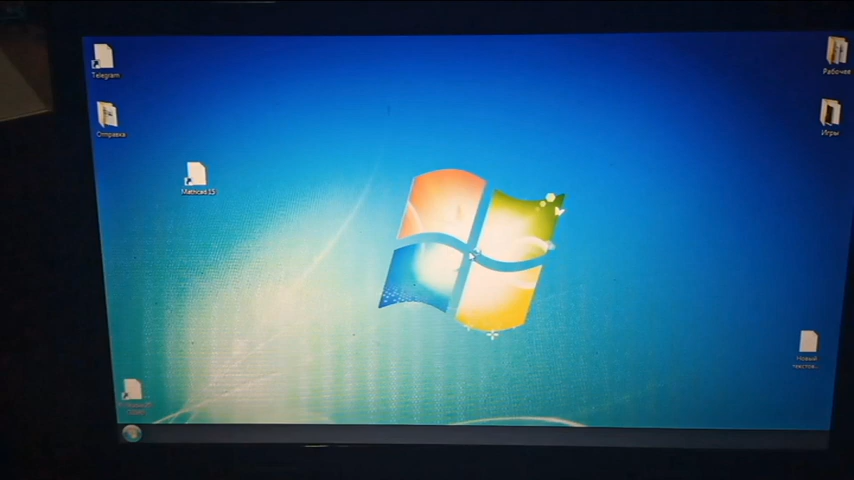 Telegram
Рабочее
Отправка
Игры
Mathcad 15
Новый
текстов...